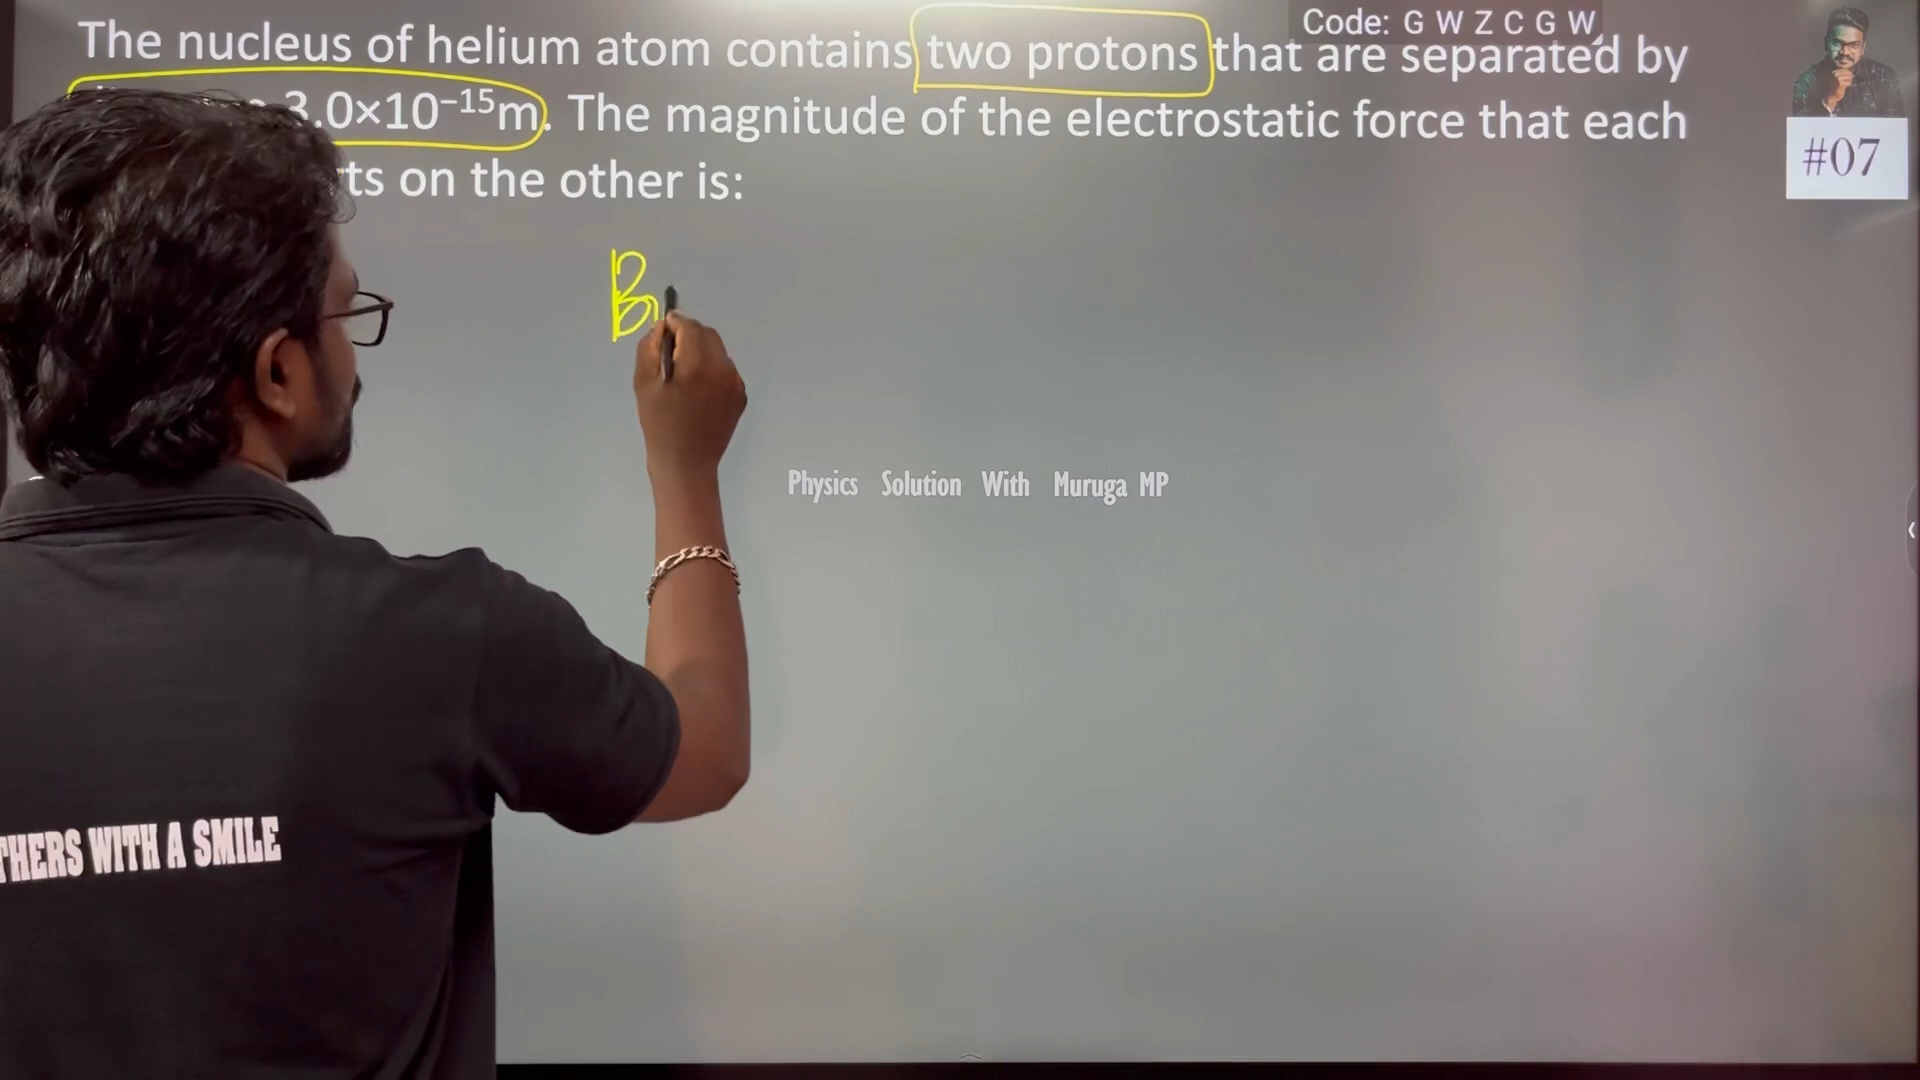 Code: G W Z C G W
The nucleus of helium atom contains two protons that are separated by
3.0×10⁻¹⁵m. The magnitude of the electrostatic force that each
ts on the other is:
#07
B
Physics Solution With Muruga MP
THERS WITH A SMILE